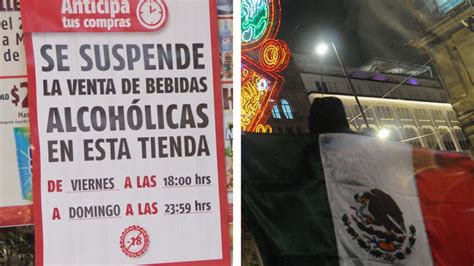 Anticipa
tus compras
SE SUSPENDE
LA VENTA DE BEBIDAS
ALCOHÓLICAS
EN ESTA TIENDA
DE VIERNES A LAS 18:00 hrs
A DOMINGO A LAS 23:59 hrs
-18